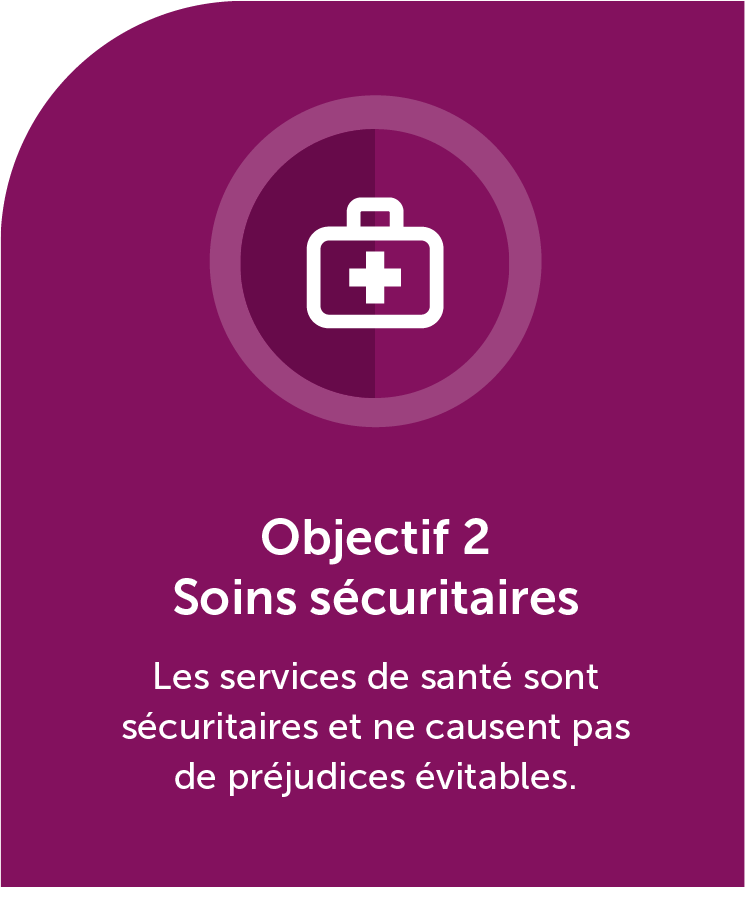 Objectif 2
Soins sécuritaires
Les services de santé sont
sécuritaires et ne causent pas
de préjudices évitables.